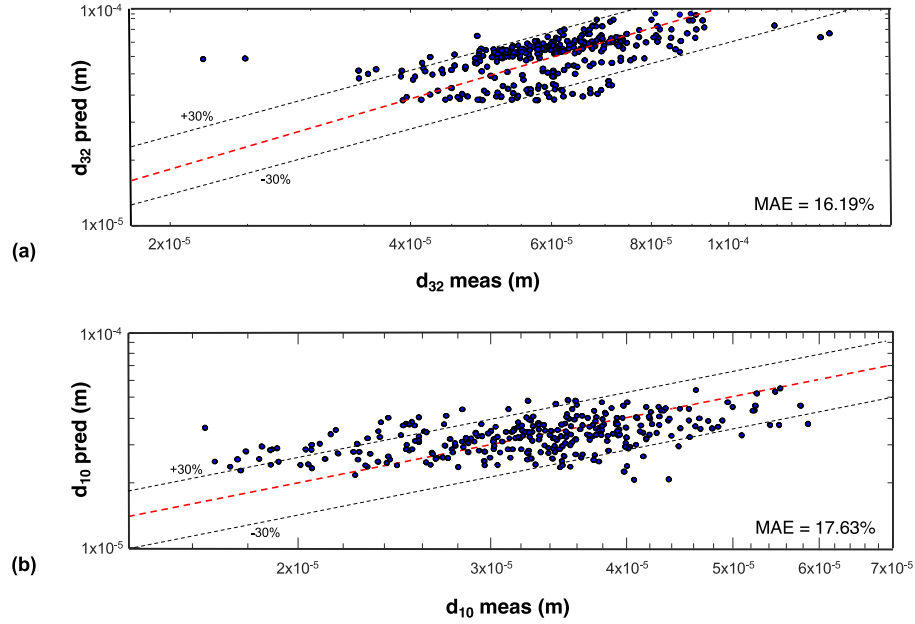 1x10⁻⁴
d₃₂ pred (m)
+30%
-30%
MAE = 16.19%
1x10⁻⁵
2x10⁻⁵ 4x10⁻⁵ 6x10⁻⁵ 8x10⁻⁵ 1x10⁻⁴
(a)
d₃₂ meas (m)
1x10⁻⁴
d₁₀ pred (m)
+30%
-30%
MAE = 17.63%
1x10⁻⁵
(b)
2x10⁻⁵ 3x10⁻⁵ 4x10⁻⁵ 5x10⁻⁵ 6x10⁻⁵ 7x10⁻⁵
d₁₀ meas (m)